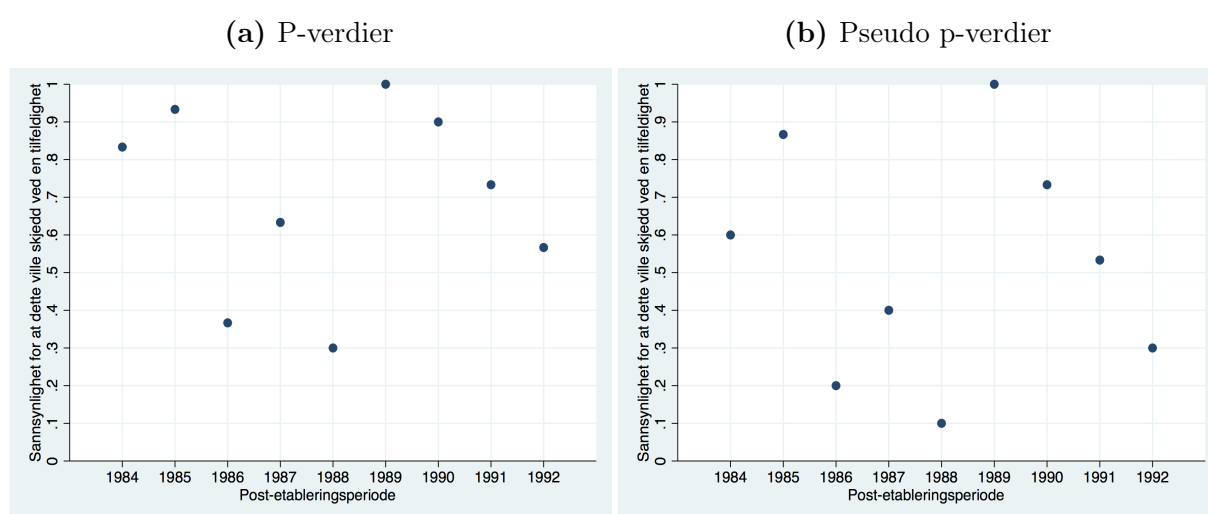 (a) P-verdier
Sannsynlighet for at dette ville skjedd ved en tilfeldighet
1
.9
.8
.7
.6
.5
.4
.3
.2
.1
0
1984 1985 1986 1987 1988 1989 1990 1991 1992
Post-etableringsperiode
(b) Pseudo p-verdier
Sannsynlighet for at dette ville skjedd ved en tilfeldighet
1
.9
.8
.7
.6
.5
.4
.3
.2
.1
0
1984 1985 1986 1987 1988 1989 1990 1991 1992
Post-etableringsperiode